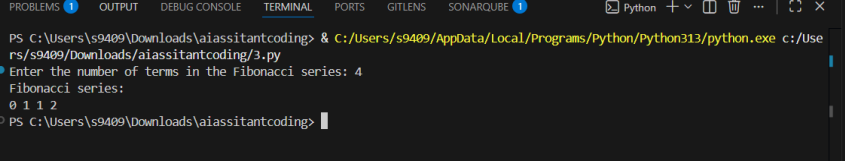 PROBLEMS 1 OUTPUT DEBUG CONSOLE TERMINAL PORTS GITLENS SONARQUBE 1 Python
PS C:\Users\s9409\Downloads\aiassitantcoding> & C:/Users/s9409/AppData/Local/Programs/Python/Python313/python.exe c:/Use
rs/s9409/Downloads/aiassitantcoding/3.py
Enter the number of terms in the Fibonacci series: 4
Fibonacci series:
0 1 1 2
PS C:\Users\s9409\Downloads\aiassitantcoding>